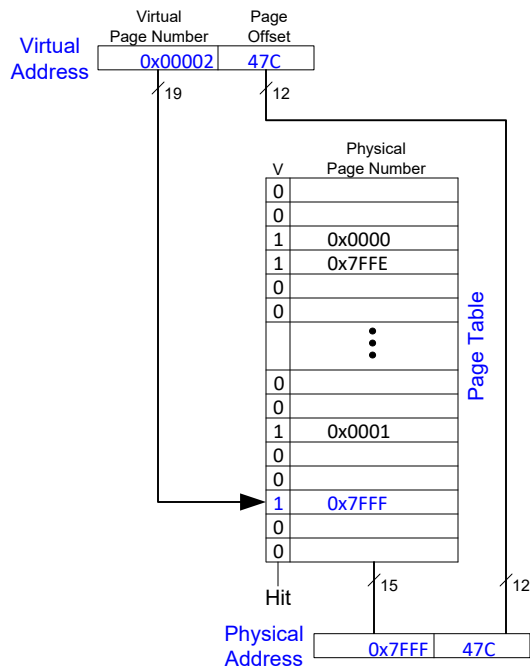 Virtual
Page Number
Page
Offset
Virtual
Address
0x00002
47C
19
12
Physical
Page Number
V
0
0
1 0x0000
1 0x7FFE
0
0
0
0
1 0x0001
0
0
1 0x7FFF
0
0
Page Table
Hit
15
12
Physical
Address
0x7FFF
47C